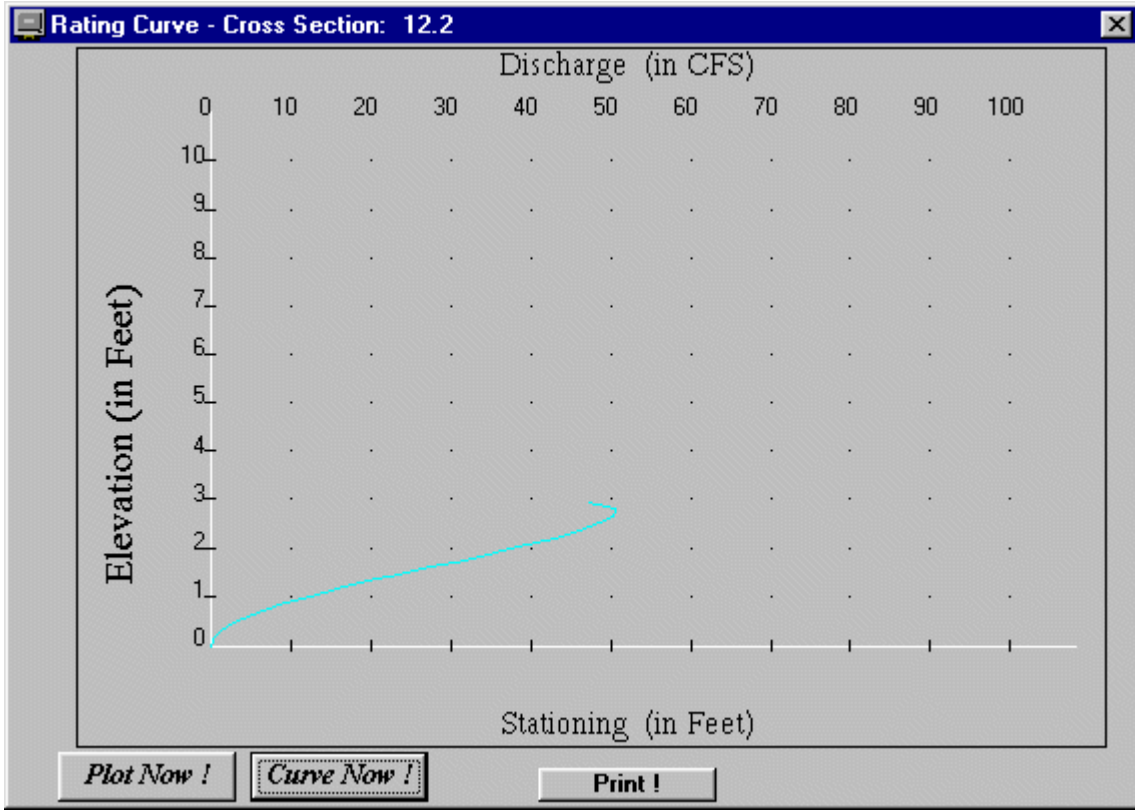 Rating Curve - Cross Section: 12.2
Discharge (in CFS)
0 10 20 30 40 50 60 70 80 90 100
10
9
8
7
6
5
4
3
2
1
0
Elevation (in Feet)
Stationing (in Feet)
Plot Now ! Curve Now ! Print !